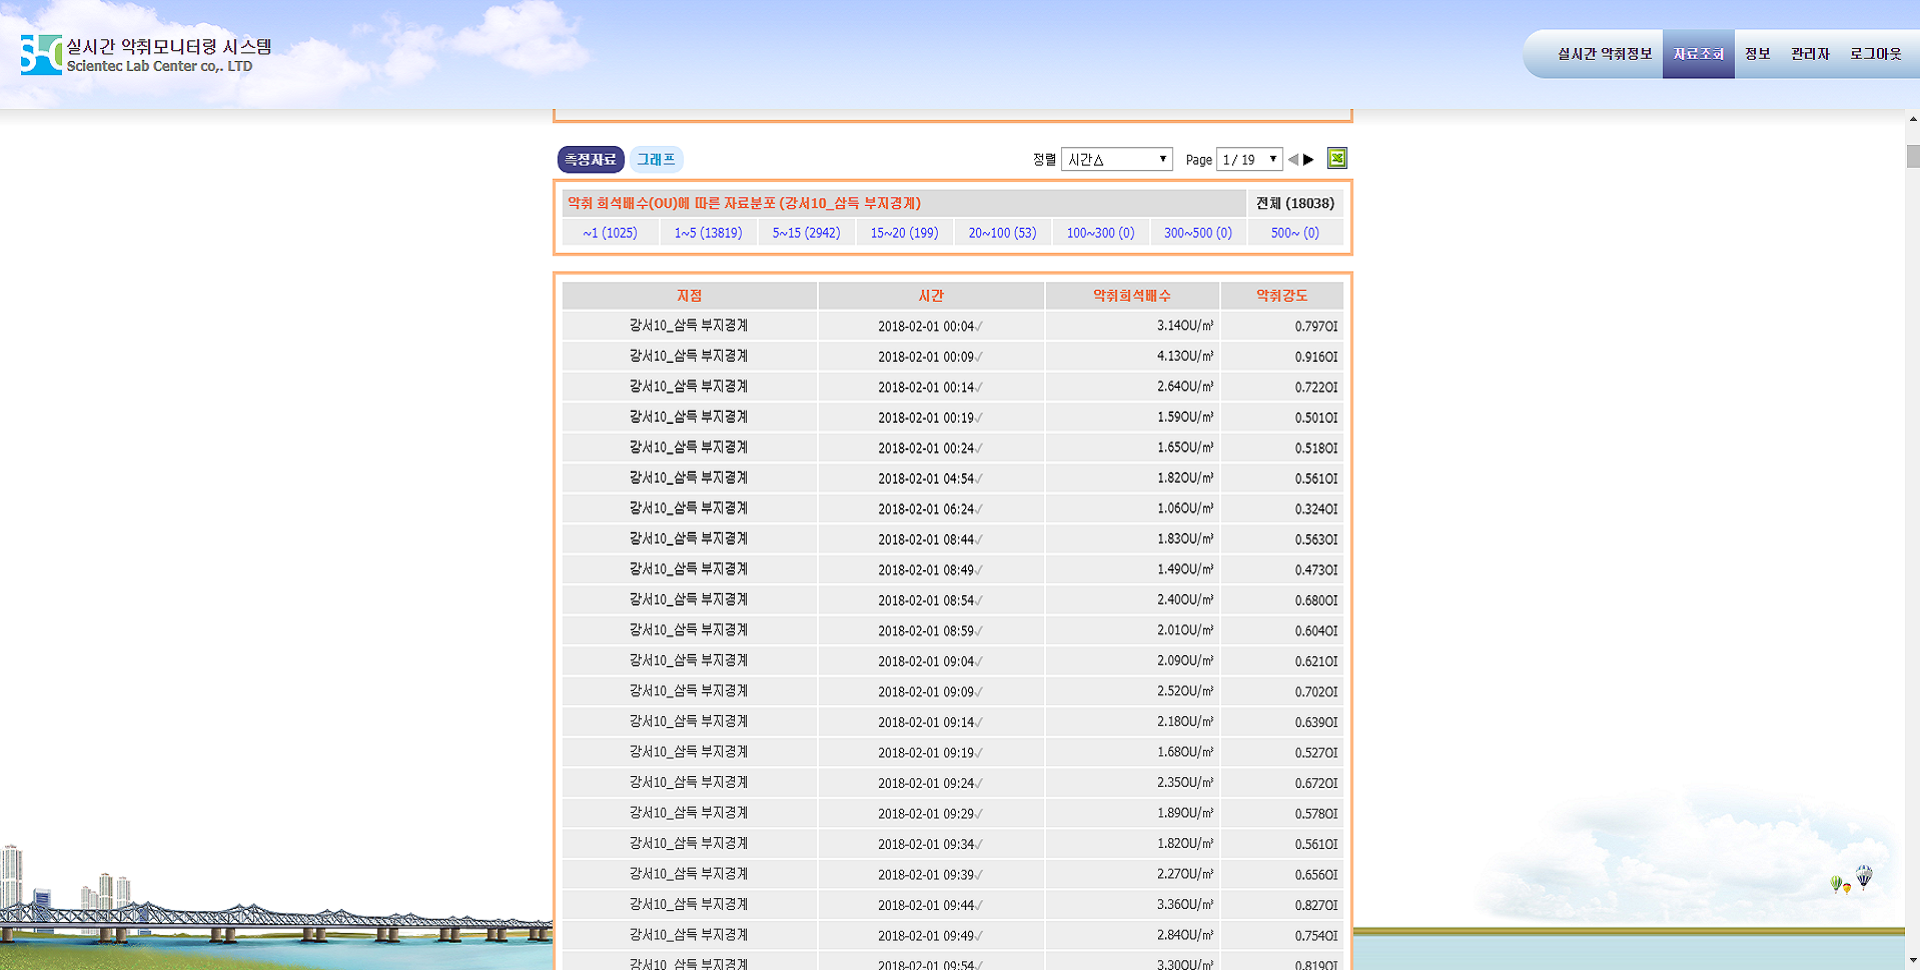 실시간 악취모니터링 시스템
Scientec Lab Center co,. LTD
실시간 악취정보 자료조회 정보 관리자 로그아웃
측정자료 그래프 정렬 시간△ Page 1 / 19
악취 희석배수(OU)에 따른 자료분포 (강서10_삼득 부지경계) 전체 (18038)
~1 (1025) 1~5 (13819) 5~15 (2942) 15~20 (199) 20~100 (53) 100~300 (0) 300~500 (0) 500~ (0)
지점 시간 악취희석배수 악취강도
강서10_삼득 부지경계 2018-02-01 00:04✓ 3.14OU/㎥ 0.797OI
강서10_삼득 부지경계 2018-02-01 00:09✓ 4.13OU/㎥ 0.916OI
강서10_삼득 부지경계 2018-02-01 00:14✓ 2.64OU/㎥ 0.722OI
강서10_삼득 부지경계 2018-02-01 00:19✓ 1.59OU/㎥ 0.501OI
강서10_삼득 부지경계 2018-02-01 00:24✓ 1.65OU/㎥ 0.518OI
강서10_삼득 부지경계 2018-02-01 04:54✓ 1.82OU/㎥ 0.561OI
강서10_삼득 부지경계 2018-02-01 06:24✓ 1.06OU/㎥ 0.324OI
강서10_삼득 부지경계 2018-02-01 08:44✓ 1.83OU/㎥ 0.563OI
강서10_삼득 부지경계 2018-02-01 08:49✓ 1.49OU/㎥ 0.473OI
강서10_삼득 부지경계 2018-02-01 08:54✓ 2.40OU/㎥ 0.680OI
강서10_삼득 부지경계 2018-02-01 08:59✓ 2.01OU/㎥ 0.604OI
강서10_삼득 부지경계 2018-02-01 09:04✓ 2.09OU/㎥ 0.621OI
강서10_삼득 부지경계 2018-02-01 09:09✓ 2.52OU/㎥ 0.702OI
강서10_삼득 부지경계 2018-02-01 09:14✓ 2.18OU/㎥ 0.639OI
강서10_삼득 부지경계 2018-02-01 09:19✓ 1.68OU/㎥ 0.527OI
강서10_삼득 부지경계 2018-02-01 09:24✓ 2.35OU/㎥ 0.672OI
강서10_삼득 부지경계 2018-02-01 09:29✓ 1.89OU/㎥ 0.578OI
강서10_삼득 부지경계 2018-02-01 09:34✓ 1.82OU/㎥ 0.561OI
강서10_삼득 부지경계 2018-02-01 09:39✓ 2.27OU/㎥ 0.656OI
강서10_삼득 부지경계 2018-02-01 09:44✓ 3.36OU/㎥ 0.827OI
강서10_삼득 부지경계 2018-02-01 09:49✓ 2.84OU/㎥ 0.754OI
강서10_삼득 부지경계 2018-02-01 09:54✓ 3.30OU/㎥ 0.819OI